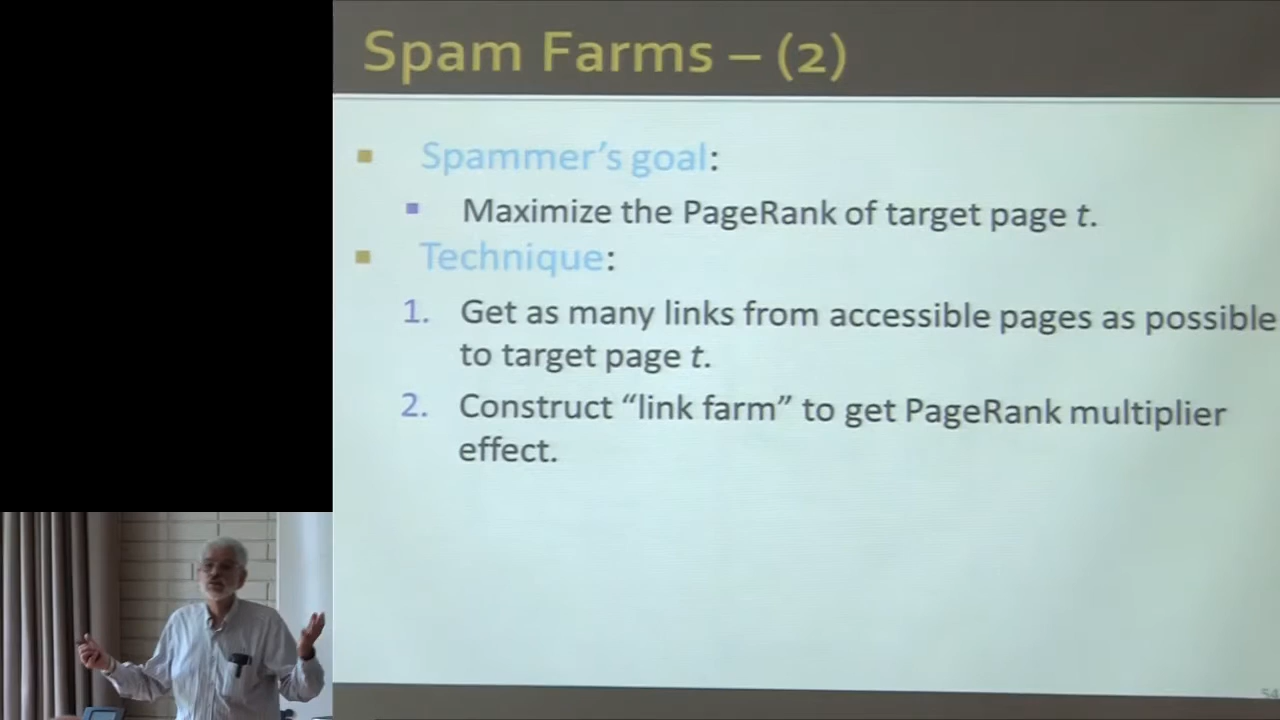 Spam Farms – (2)
Spammer’s goal:
Maximize the PageRank of target page t.
Technique:
1. Get as many links from accessible pages as possible
to target page t.
2. Construct “link farm” to get PageRank multiplier
effect.
54